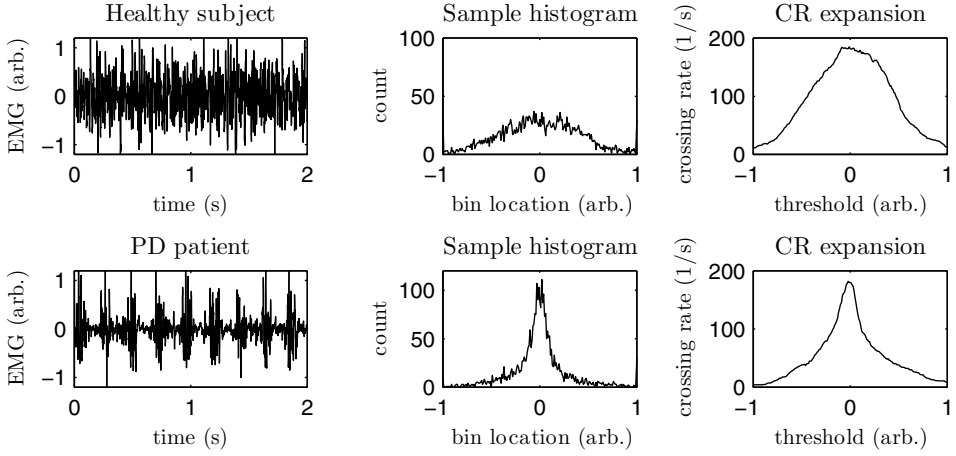 Healthy subject
EMG (arb.)
1
0
−1
0 1 2
time (s)
Sample histogram
count
100
50
0
−1 0 1
bin location (arb.)
CR expansion
crossing rate (1/s)
200
100
0
−1 0 1
threshold (arb.)
PD patient
EMG (arb.)
1
0
−1
0 1 2
time (s)
Sample histogram
count
100
50
0
−1 0 1
bin location (arb.)
CR expansion
crossing rate (1/s)
200
100
0
−1 0 1
threshold (arb.)